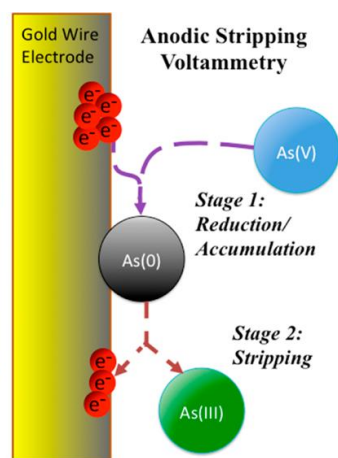 Gold Wire
Electrode
Anodic Stripping
Voltammetry
e⁻
e⁻
e⁻
e⁻
e⁻
As(V)
Stage 1:
Reduction/
Accumulation
As(0)
Stage 2:
Stripping
e⁻
e⁻
e⁻
As(III)